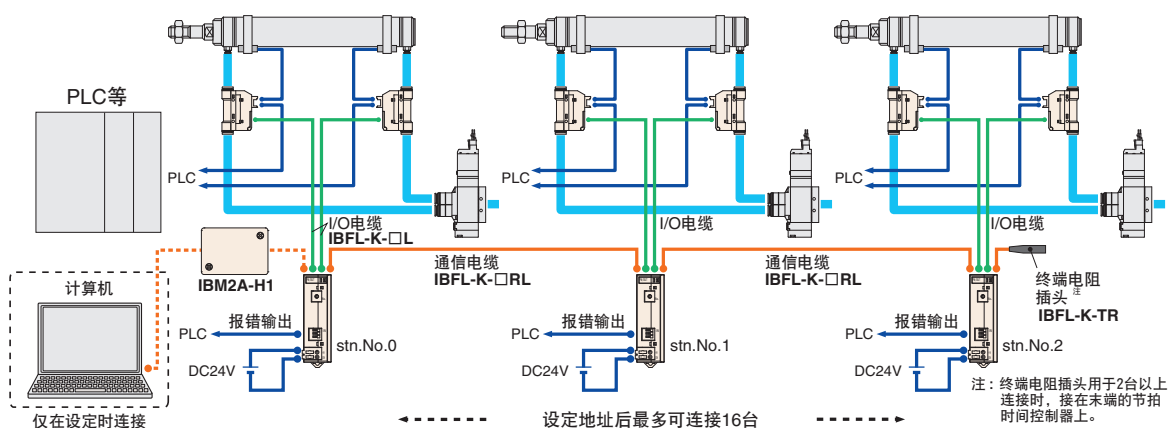 PLC等
PLC
PLC
PLC
I/O电缆
IBFL-K-□L
I/O电缆
I/O电缆
IBM2A-H1
通信电缆
IBFL-K-□RL
通信电缆
IBFL-K-□RL
终端电阻
插头 注
IBFL-K-TR
计算机
PLC
报错输出
stn.No.0
PLC
报错输出
stn.No.1
PLC
报错输出
stn.No.2
DC24V
DC24V
DC24V
仅在设定时连接
设定地址后最多可连接16台
注：终端电阻插头用于2台以上
连接时，接在末端的节拍
时间控制器上。